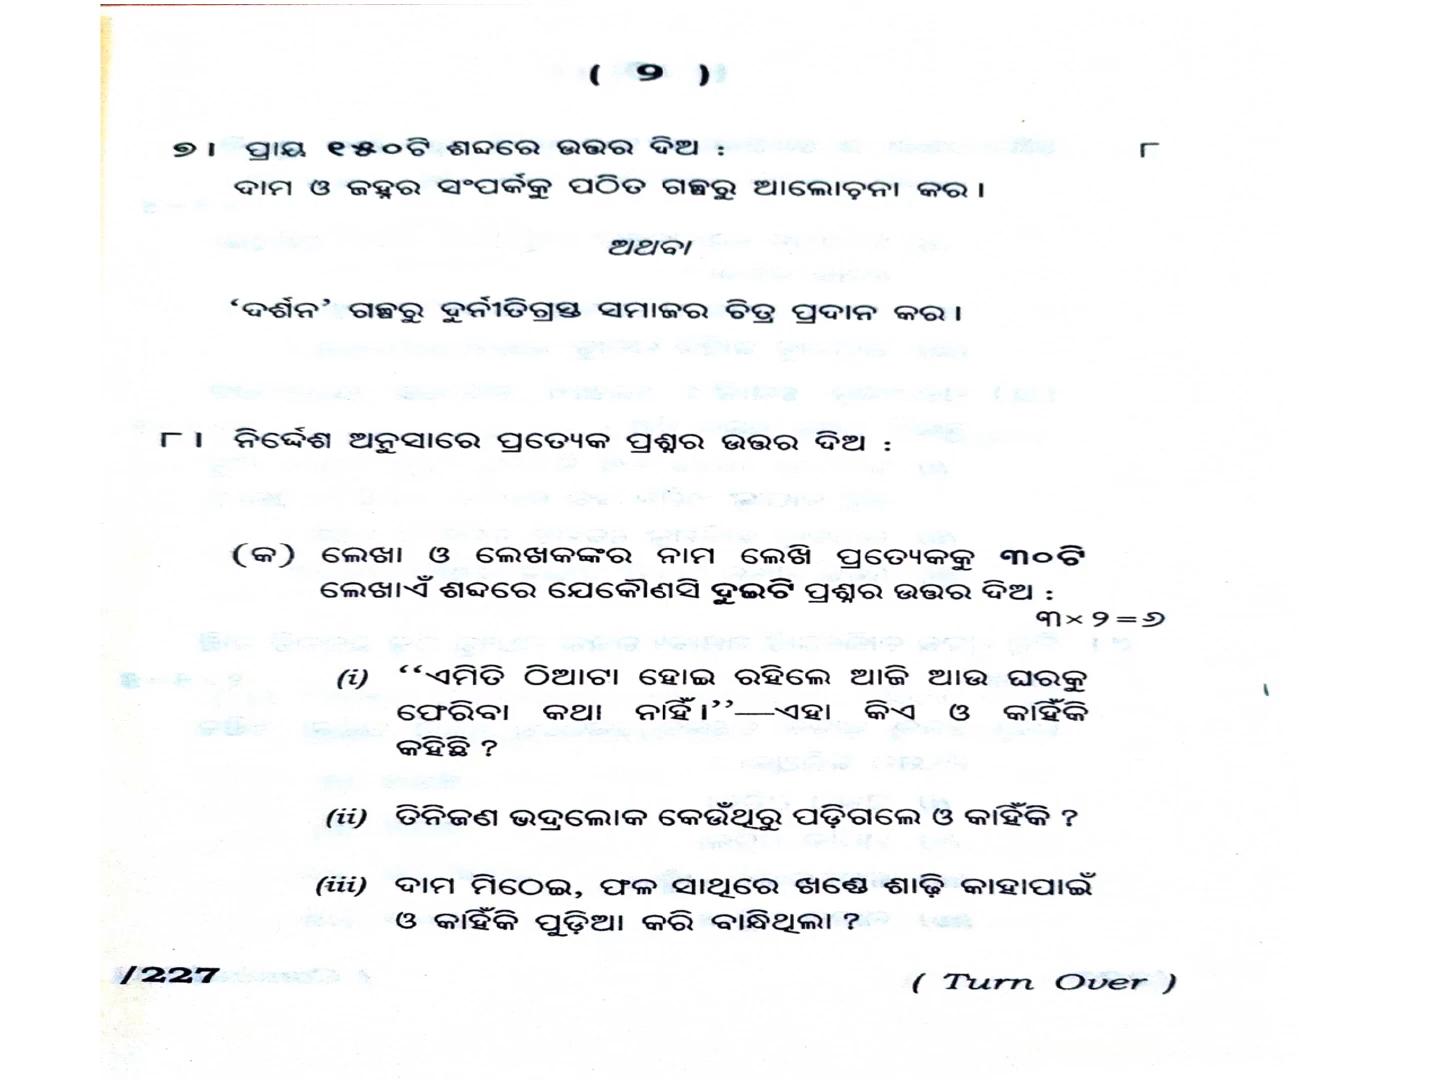 ( ୨ )
୭। ପ୍ରାୟ ୧୫୦ଟି ଶବ୍ଦରେ ଉତ୍ତର ଦିଅ : ୮
ଦାମ ଓ ଜହ୍ନର ସଂପର୍କକୁ ପଠିତ ଗଳ୍ପରୁ ଆଲୋଚନା କର।
ଅଥବା
‘ଦର୍ଶନ’ ଗଳ୍ପରୁ ଦୁର୍ନୀତିଗ୍ରସ୍ତ ସମାଜର ଚିତ୍ର ପ୍ରଦାନ କର।
୮। ନିର୍ଦ୍ଦେଶ ଅନୁସାରେ ପ୍ରତ୍ୟେକ ପ୍ରଶ୍ନର ଉତ୍ତର ଦିଅ :
(କ) ଲେଖା ଓ ଲେଖକଙ୍କର ନାମ ଲେଖି ପ୍ରତ୍ୟେକକୁ ୩୦ଟି
ଲେଖାଏଁ ଶବ୍ଦରେ ଯେକୌଣସି ଦୁଇଟି ପ୍ରଶ୍ନର ଉତ୍ତର ଦିଅ :
୩×୨=୬
(i) ‘‘ଏମିତି ଠିଆଟା ହୋଇ ରହିଲେ ଆଜି ଆଉ ଘରକୁ
ଫେରିବା କଥା ନାହିଁ।’’—ଏହା କିଏ ଓ କାହିଁକି
କହିଛି ?
(ii) ତିନିଜଣ ଭଦ୍ରଲୋକ କେଉଁଥିରୁ ପଡ଼ିଗଲେ ଓ କାହିଁକି ?
(iii) ଦାମ ମିଠେଇ, ଫଳ ସାଥିରେ ଖଣ୍ଡେ ଶାଢ଼ି କାହାପାଇଁ
ଓ କାହିଁକି ପୁଡ଼ିଆ କରି ବାନ୍ଧିଥିଲା ?
/227
( Turn Over )